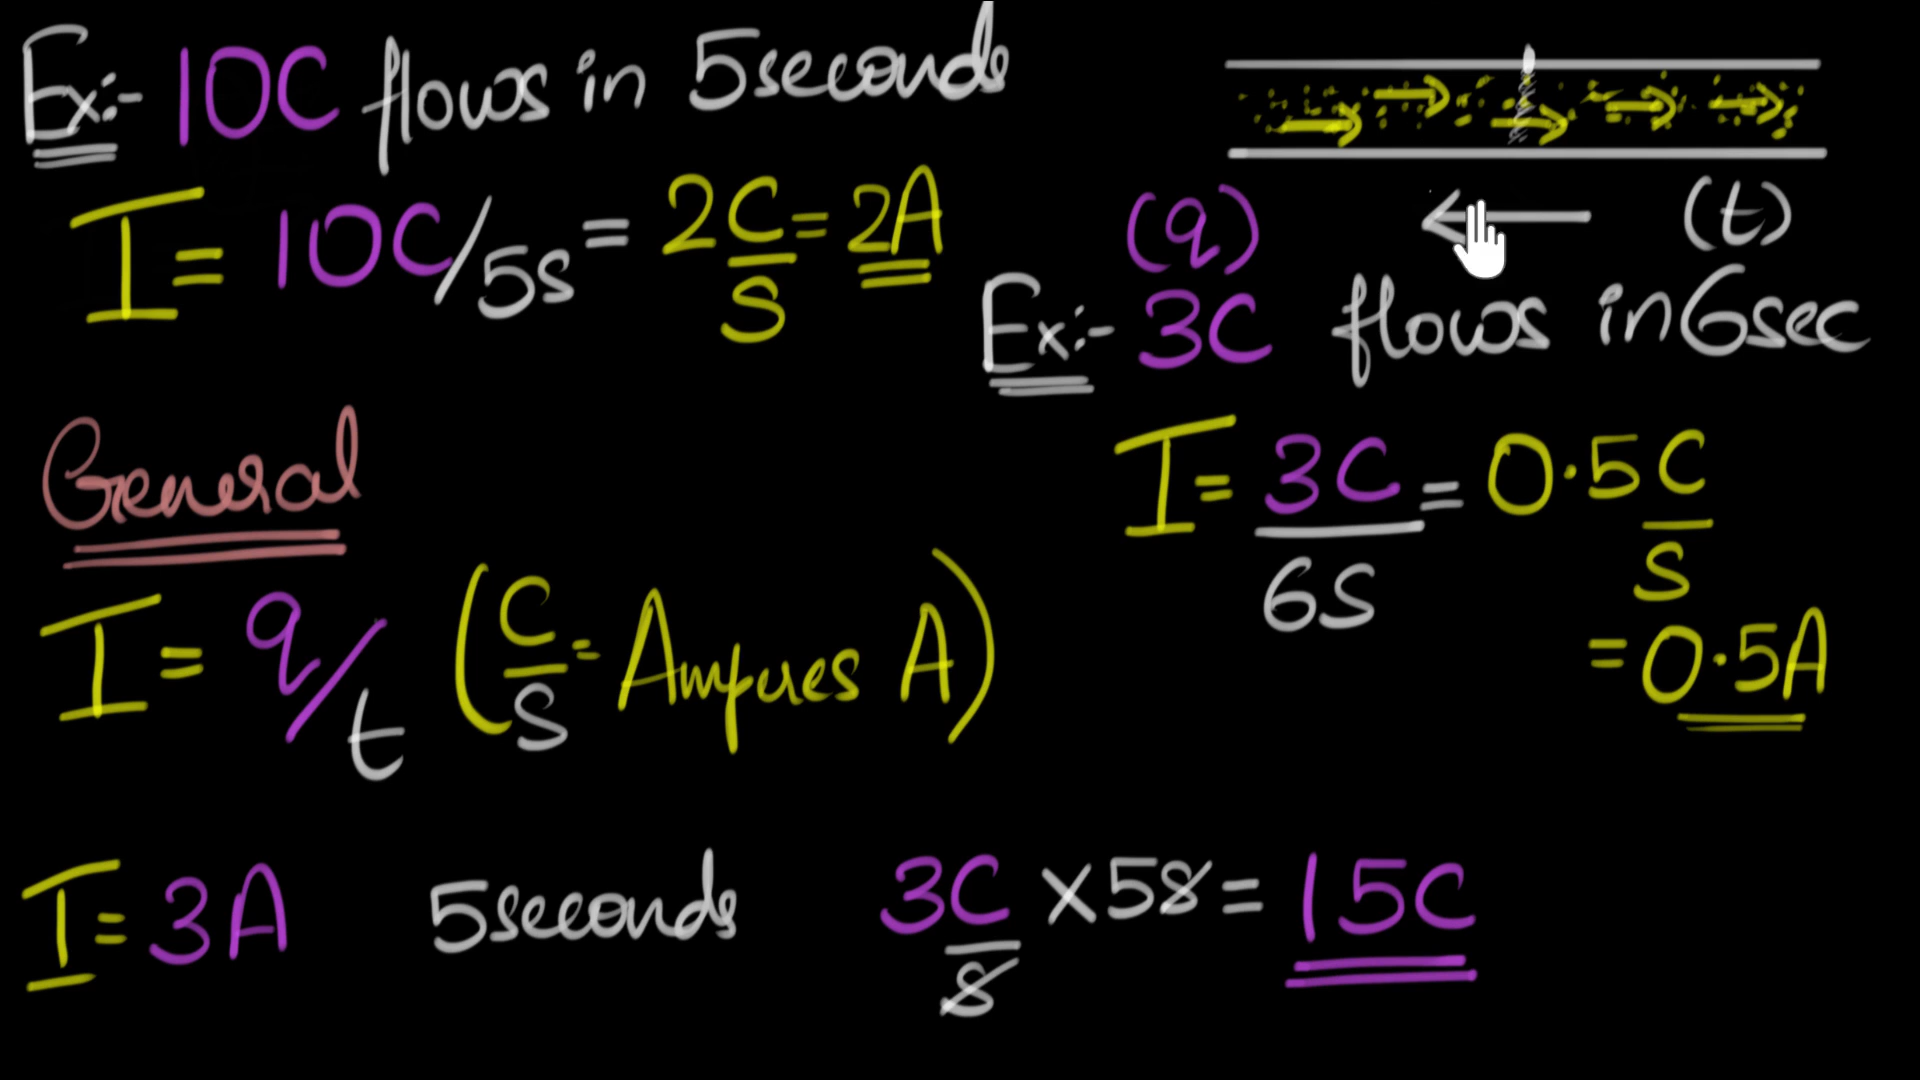 Ex:- 10C flows in 5seconds
I = 10C/5s = 2C/S = 2A
(q) (t)
Ex:- 3C flows in 6sec
I = 3C/6S = 0.5C/S
= 0.5A
General
I = q/t (C/S = Amperes A)
I = 3A 5seconds 3C/s × 5s = 15C